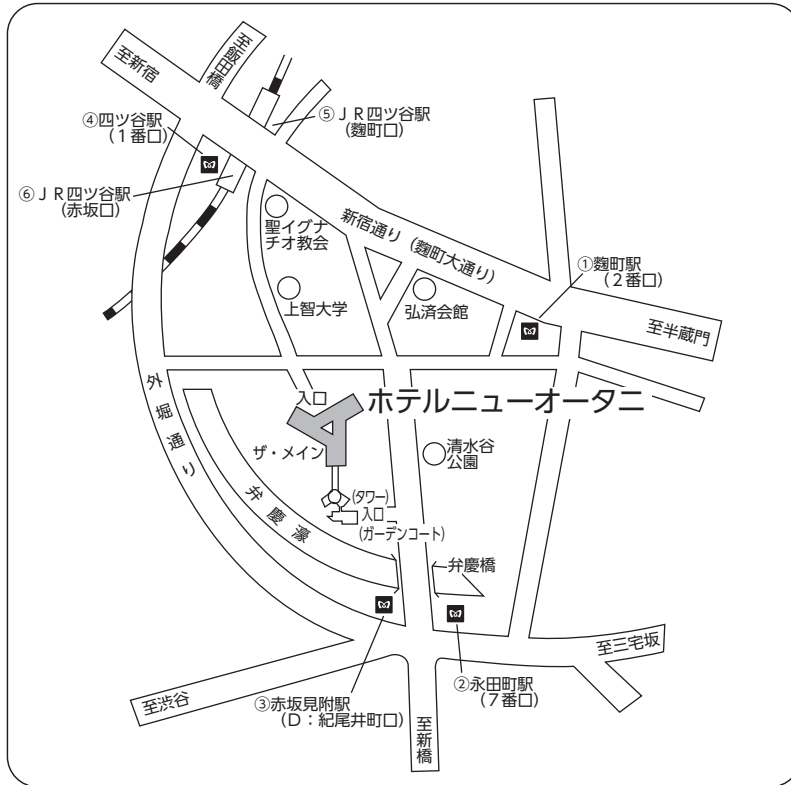 至新宿
至飯田橋
⑤ＪＲ四ツ谷駅
(麴町口)
④四ツ谷駅
(１番口)
⑥ＪＲ四ツ谷駅
(赤坂口)
聖イグナ
チオ教会
新宿通り (麴町大通り)
①麴町駅
(２番口)
上智大学
弘済会館
至半蔵門
外堀通り
入口
ホテルニューオータニ
ザ・メイン
清水谷
公園
弁慶濠
(タワー)
入口
(ガーデンコート)
弁慶橋
至三宅坂
②永田町駅
(７番口)
至渋谷
③赤坂見附駅
(Ｄ：紀尾井町口)
至新橋